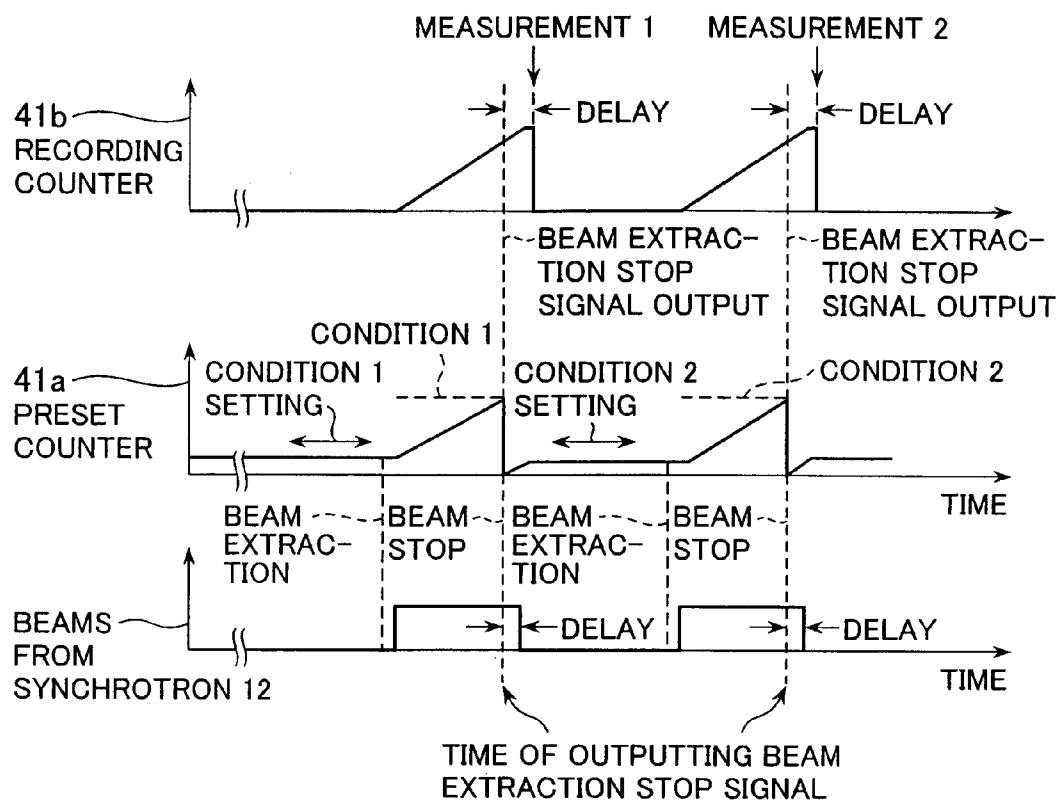 MEASUREMENT 1
MEASUREMENT 2
41b
RECORDING
COUNTER
DELAY
DELAY
BEAM EXTRAC-
TION STOP
SIGNAL OUTPUT
BEAM EXTRAC-
TION STOP
SIGNAL OUTPUT
41a
PRESET
COUNTER
CONDITION 1
SETTING
CONDITION 1
CONDITION 2
SETTING
CONDITION 2
TIME
BEAM
EXTRAC-
TION
BEAM
STOP
BEAM
EXTRAC-
TION
BEAM
STOP
BEAMS
FROM
SYNCHROTRON 12
DELAY
DELAY
TIME
TIME OF OUTPUTTING BEAM
EXTRACTION STOP SIGNAL